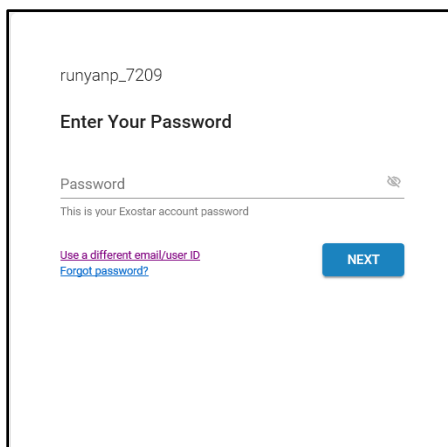 runyanp_7209
Enter Your Password
Password
This is your Exostar account password
Use a different email/user ID
NEXT
Forgot password?